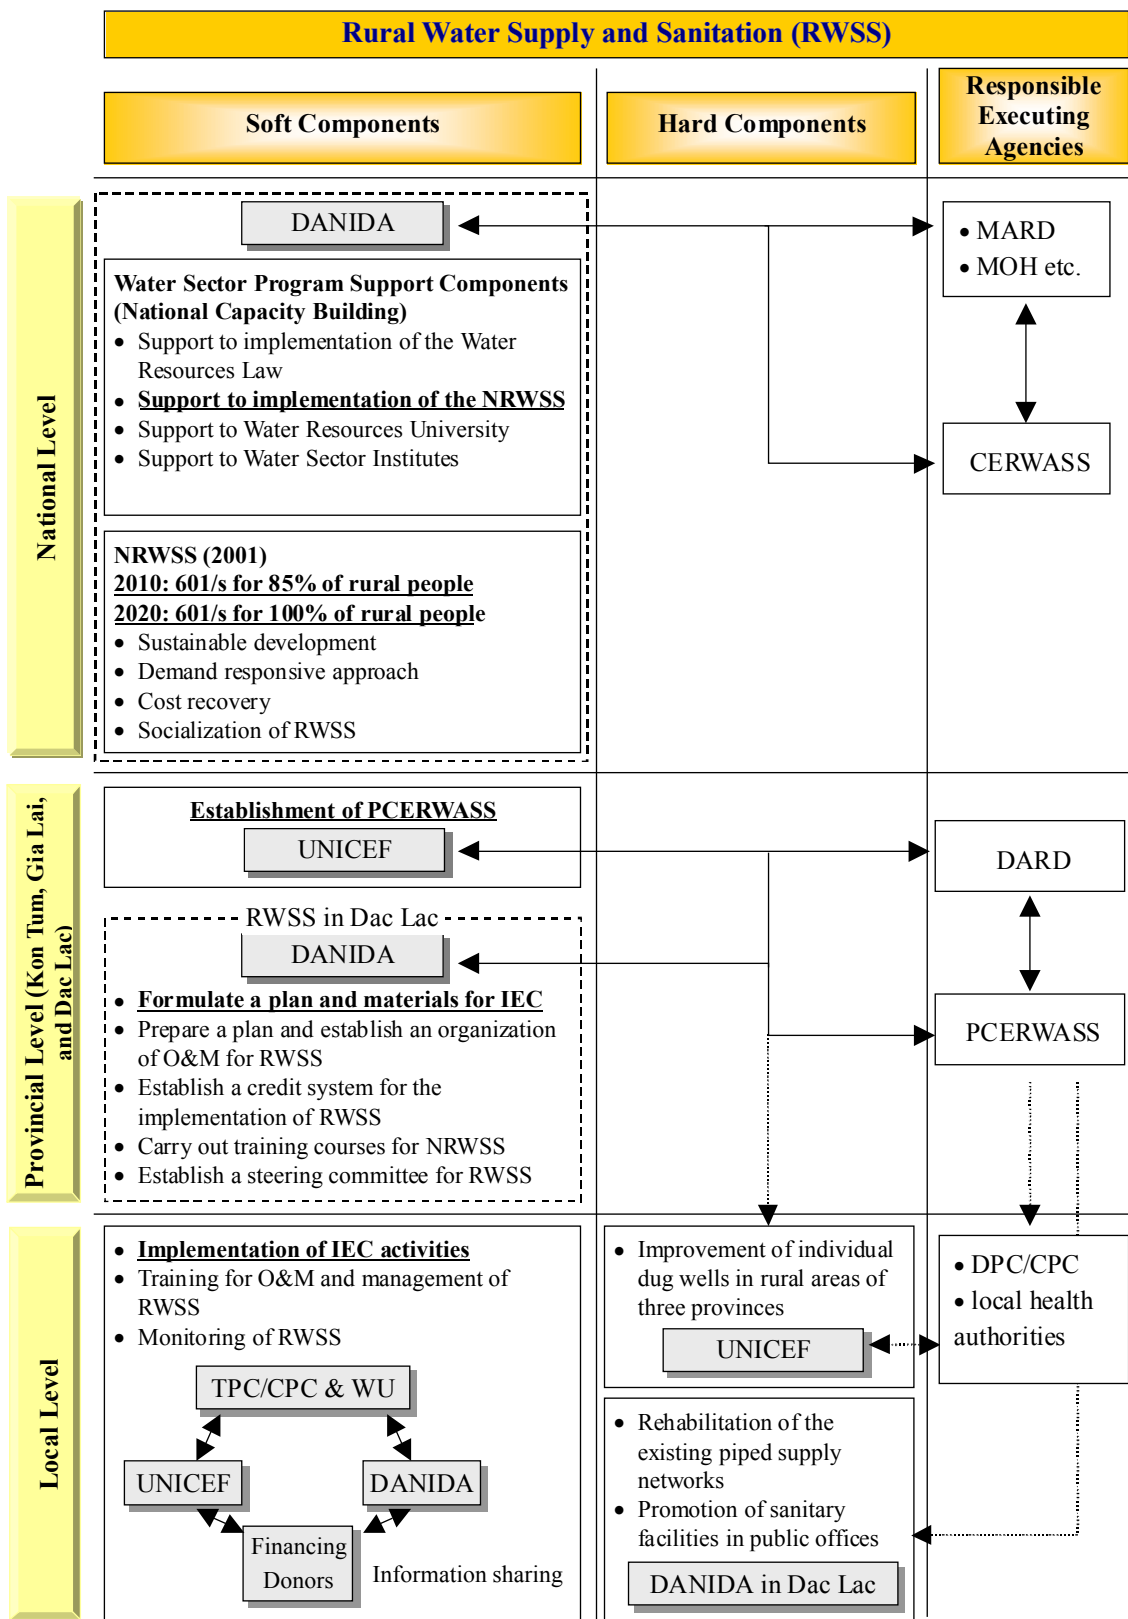 Rural Water Supply and Sanitation (RWSS)
Soft Components
Hard Components
Responsible
Executing
Agencies
National Level
DANIDA
Water Sector Program Support Components
(National Capacity Building)
• Support to implementation of the Water
Resources Law
• Support to implementation of the NRWSS
• Support to Water Resources University
• Support to Water Sector Institutes
NRWSS (2001)
2010: 601/s for 85% of rural people
2020: 601/s for 100% of rural people
• Sustainable development
• Demand responsive approach
• Cost recovery
• Socialization of RWSS
• MARD
• MOH etc.
CERWASS
Provincial Level (Kon Tum, Gia Lai,
and Dac Lac)
Establishment of PCERWASS
UNICEF
RWSS in Dac Lac
DANIDA
• Formulate a plan and materials for IEC
• Prepare a plan and establish an organization
of O&M for RWSS
• Establish a credit system for the
implementation of RWSS
• Carry out training courses for NRWSS
• Establish a steering committee for RWSS
DARD
PCERWASS
Local Level
• Implementation of IEC activities
• Training for O&M and management of
RWSS
• Monitoring of RWSS
TPC/CPC & WU
UNICEF
DANIDA
Financing
Donors
Information sharing
• Improvement of individual
dug wells in rural areas of
three provinces
UNICEF
• Rehabilitation of the
existing piped supply
networks
• Promotion of sanitary
facilities in public offices
DANIDA in Dac Lac
• DPC/CPC
• local health
authorities